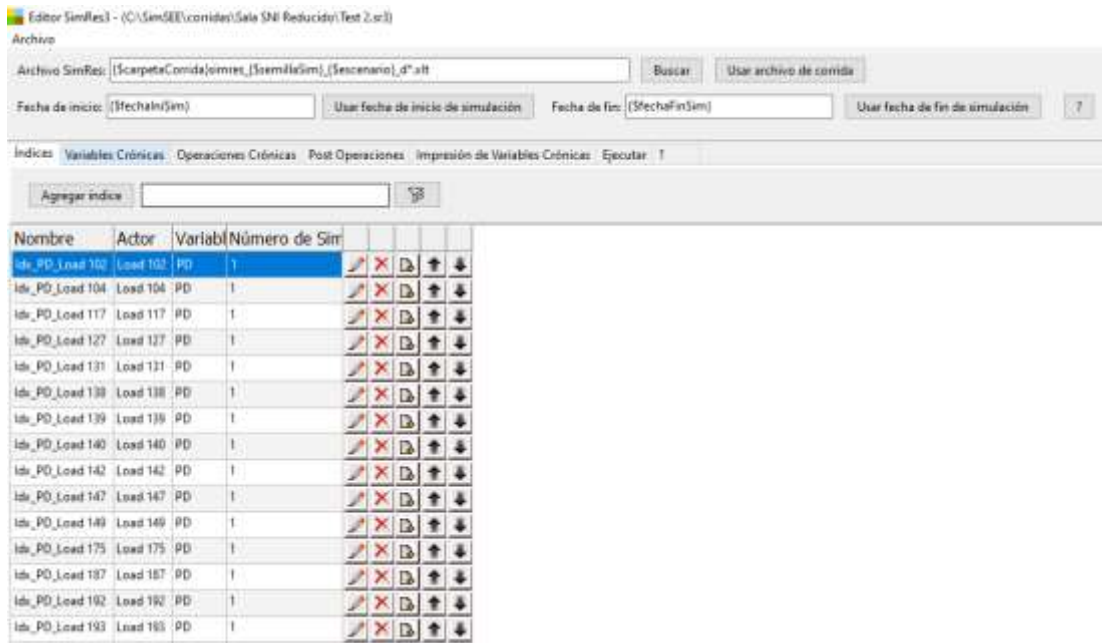 Editor SimRes3 - (C:\SimSEE\corridas\Sala SNI Reducido\Test 2.sr3)
Archivo
Archivo SimRes: {$carpetaCorrida}simres_{$semillaSim}_{$escenario}_d*.xlt Buscar Usar archivo de corrida
Fecha de inicio: {$fechaIniSim} Usar fecha de inicio de simulación Fecha de fin: {$fechaFinSim} Usar fecha de fin de simulación ?
Índices Variables Crónicas Operaciones Crónicas Post Operaciones Impresión de Variables Crónicas Ejecutar ?
Agregar índice
Nombre Actor Variabl Número de Sim
Idx_PD_Load 102 Load 102 PD 1
Idx_PD_Load 104 Load 104 PD 1
Idx_PD_Load 117 Load 117 PD 1
Idx_PD_Load 127 Load 127 PD 1
Idx_PD_Load 131 Load 131 PD 1
Idx_PD_Load 138 Load 138 PD 1
Idx_PD_Load 139 Load 139 PD 1
Idx_PD_Load 140 Load 140 PD 1
Idx_PD_Load 142 Load 142 PD 1
Idx_PD_Load 147 Load 147 PD 1
Idx_PD_Load 149 Load 149 PD 1
Idx_PD_Load 175 Load 175 PD 1
Idx_PD_Load 187 Load 187 PD 1
Idx_PD_Load 192 Load 192 PD 1
Idx_PD_Load 193 Load 193 PD 1